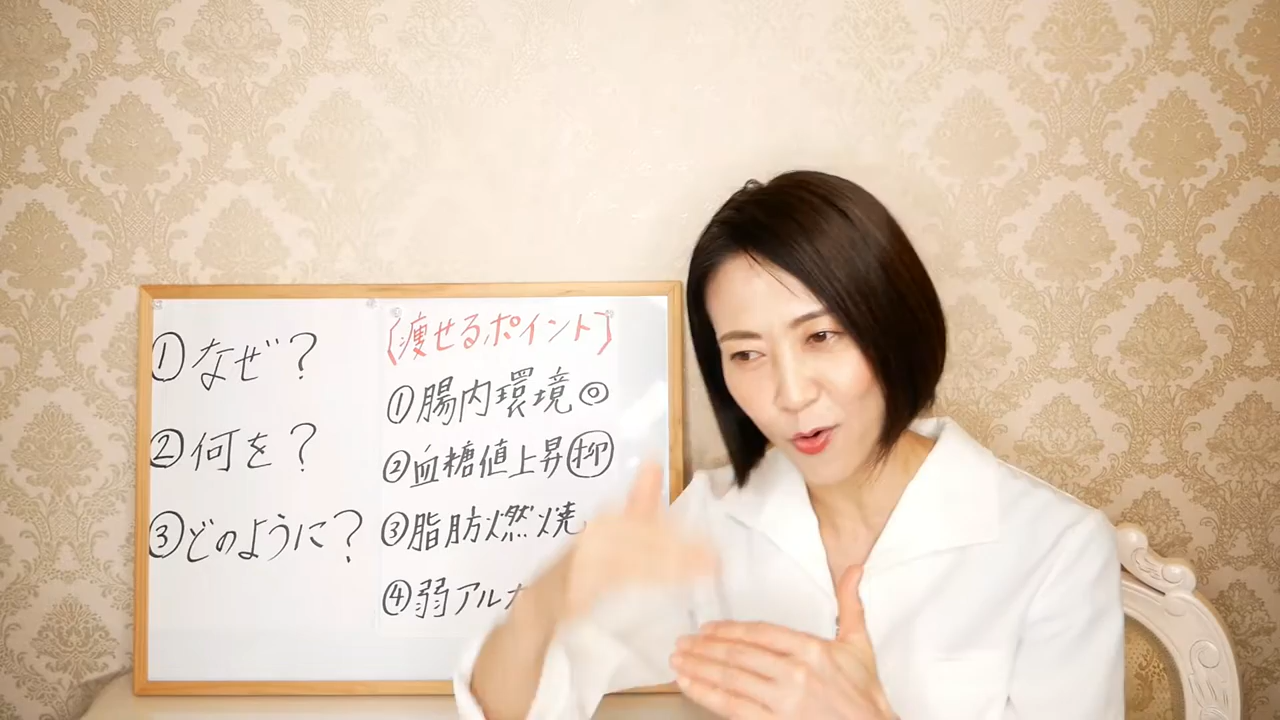 ①なぜ?
②何を?
③どのように?
〔痩せるポイント〕
①腸内環境◎
②血糖値上昇抑
③脂肪燃焼
④弱アルカ